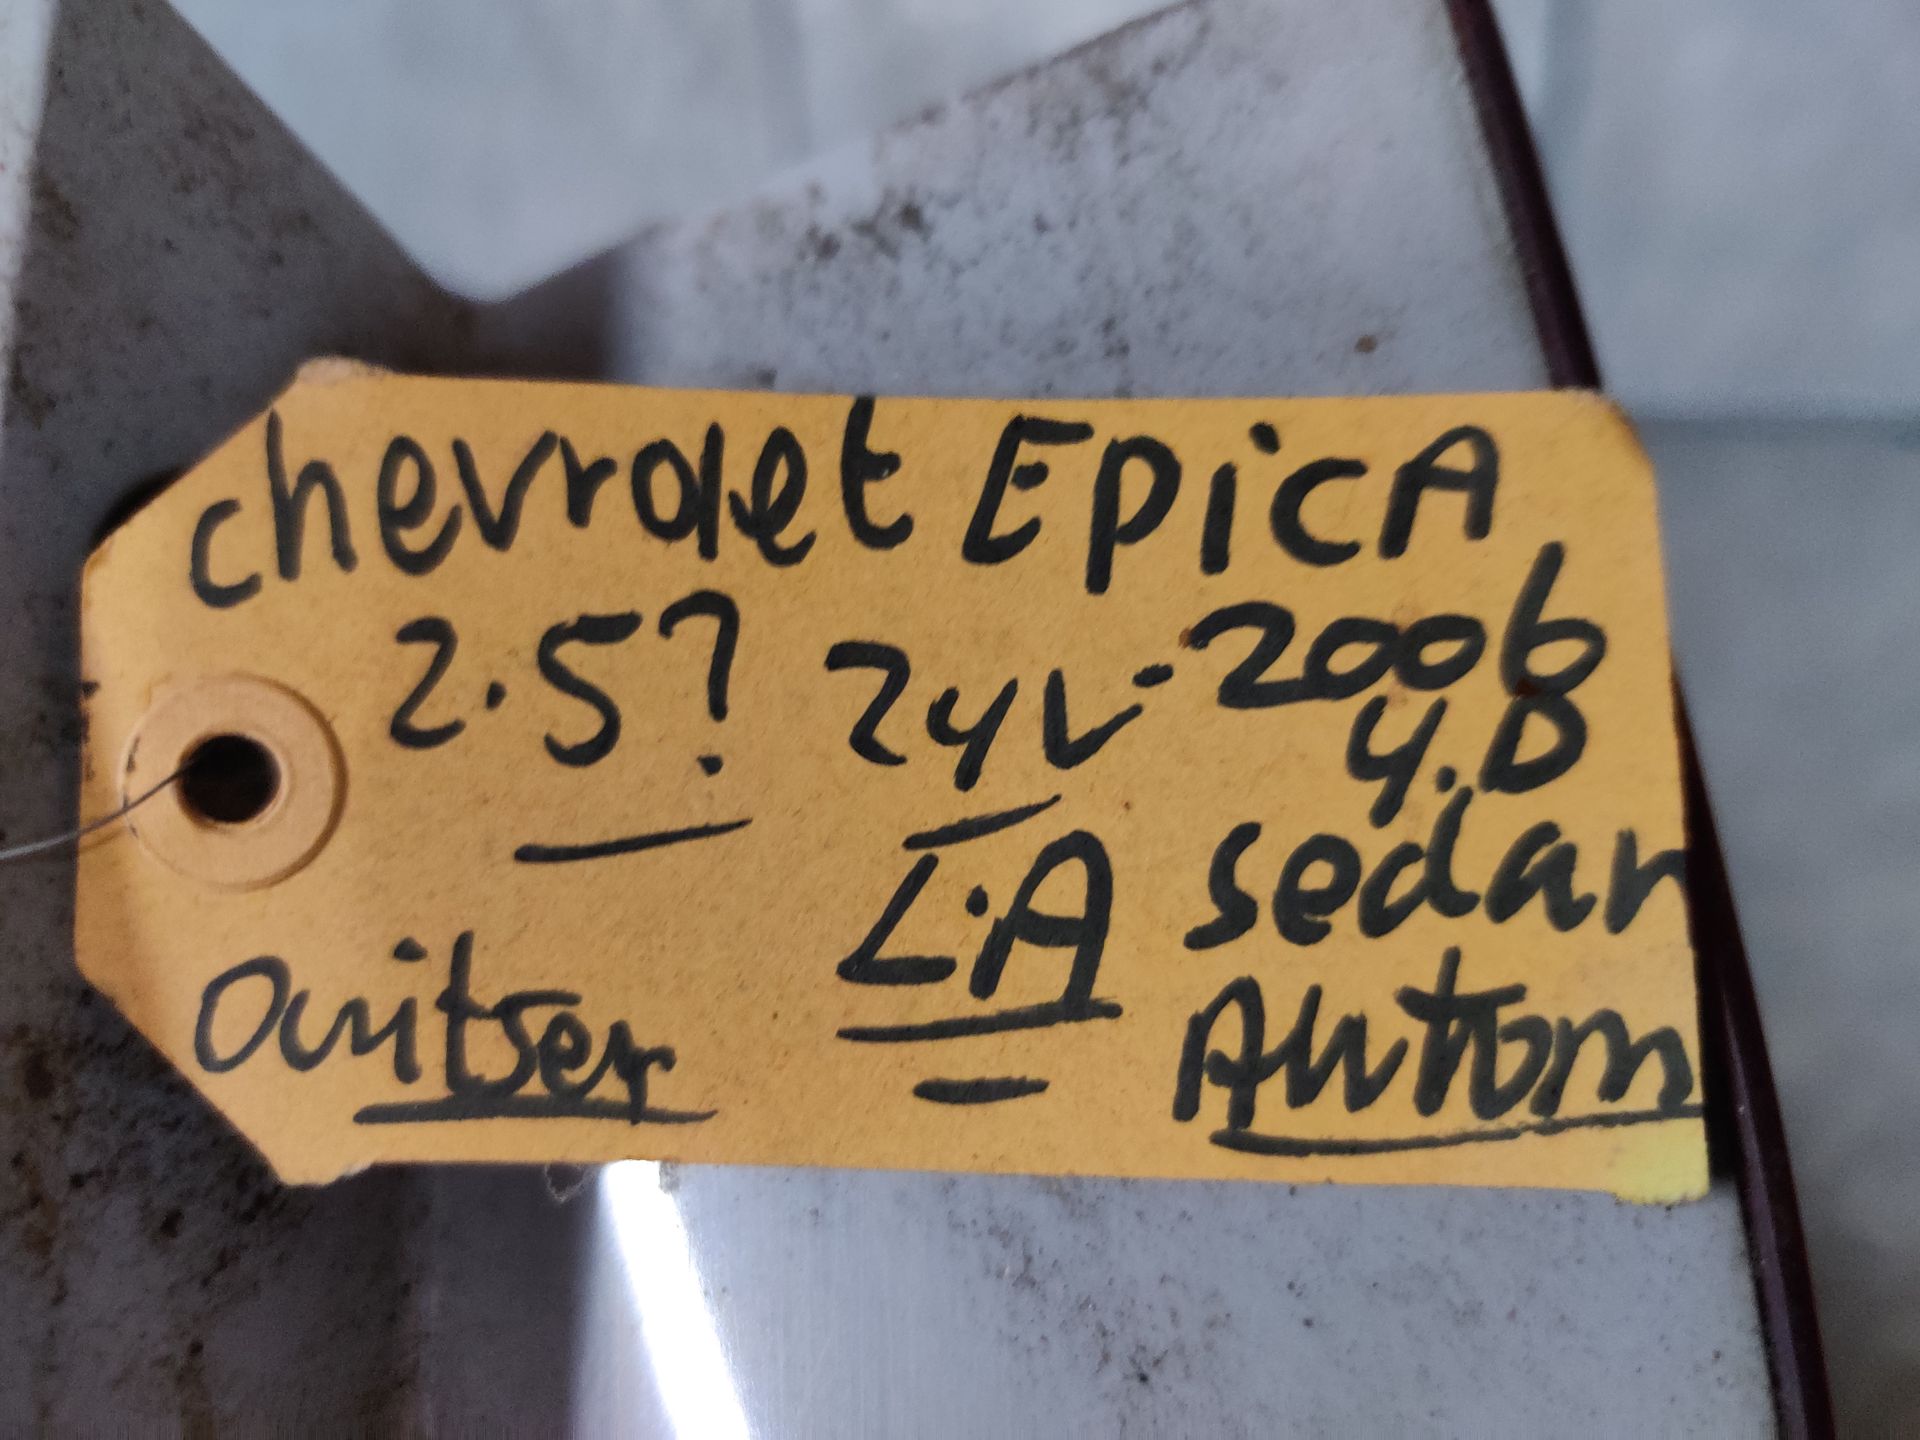 chevrolet EpicA
2.5? 24V-2006
4.D
L.A sedan
Ouitser Autom